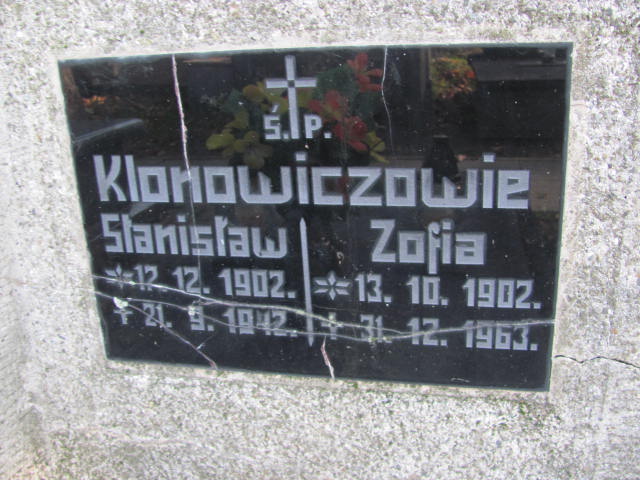 Ś. P.
Klonowiczowie
Stanisław Zofia
* 12. 12. 1902. * 13. 10. 1902.
+ 21. 9. 1942. + 31. 12. 1963.